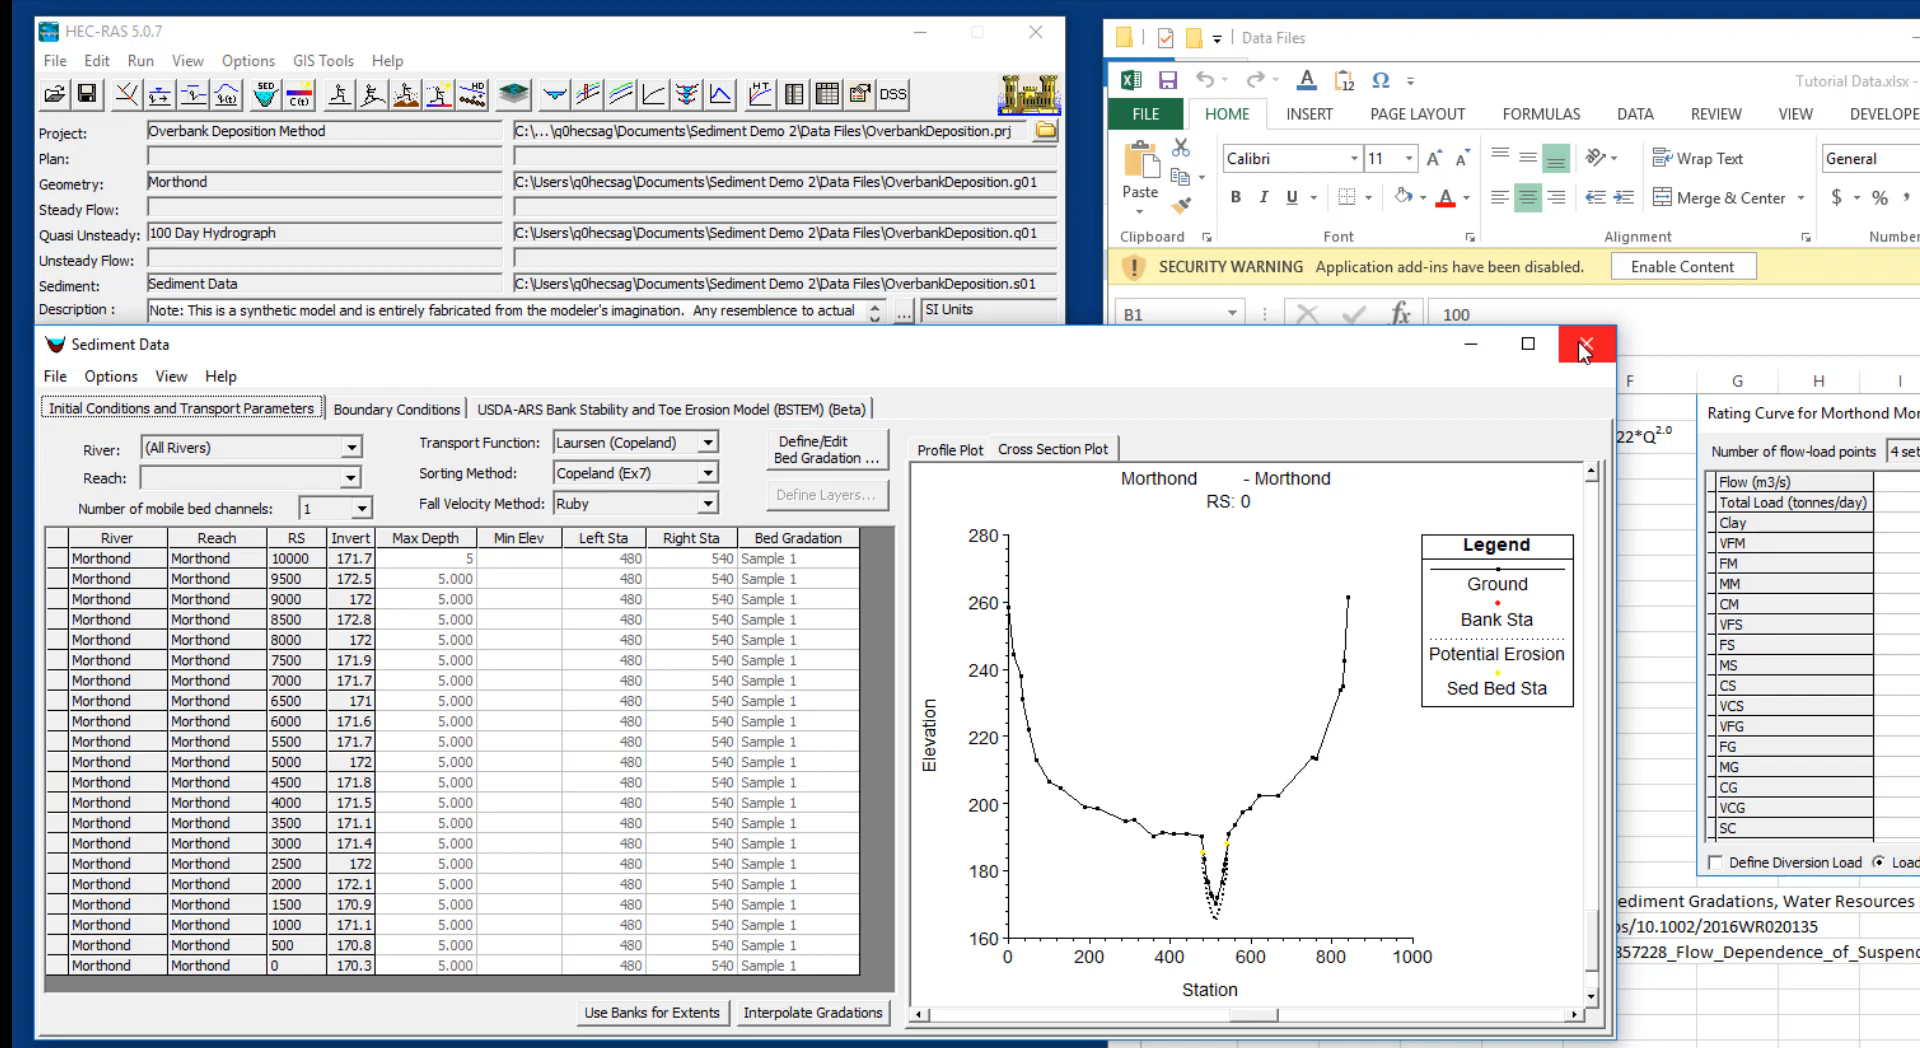 HEC-RAS 5.0.7
File Edit Run View Options GIS Tools Help
SED C(t) HD HT DSS
Project: Overbank Deposition Method C:\...\q0hecsag\Documents\Sediment Demo 2\Data Files\OverbankDeposition.prj
Plan:
Geometry: Morthond C:\Users\q0hecsag\Documents\Sediment Demo 2\Data Files\OverbankDeposition.g01
Steady Flow:
Quasi Unsteady: 100 Day Hydrograph C:\Users\q0hecsag\Documents\Sediment Demo 2\Data Files\OverbankDeposition.q01
Unsteady Flow:
Sediment: Sediment Data C:\Users\q0hecsag\Documents\Sediment Demo 2\Data Files\OverbankDeposition.s01
Description : Note: This is a synthetic model and is entirely fabricated from the modeler's imagination. Any resemblence to actual ... SI Units
Data Files
Tutorial Data.xlsx -
FILE HOME INSERT PAGE LAYOUT FORMULAS DATA REVIEW VIEW DEVELOPE
Calibri 11 Wrap Text General
Paste B I U Merge & Center $ % ,
Clipboard Font Alignment Number
SECURITY WARNING Application add-ins have been disabled. Enable Content
B1 fx 100
F G H I
22*Q2.0
Sediment Data
File Options View Help
Initial Conditions and Transport Parameters Boundary Conditions USDA-ARS Bank Stability and Toe Erosion Model (BSTEM) (Beta)
River: (All Rivers) Transport Function: Laursen (Copeland) Define/Edit
Bed Gradation ...
Reach: Sorting Method: Copeland (Ex7)
Number of mobile bed channels: 1 Fall Velocity Method: Ruby Define Layers...
River Reach RS Invert Max Depth Min Elev Left Sta Right Sta Bed Gradation
Morthond Morthond 10000 171.7 5 480 540 Sample 1
Morthond Morthond 9500 172.5 5.000 480 540 Sample 1
Morthond Morthond 9000 172 5.000 480 540 Sample 1
Morthond Morthond 8500 172.8 5.000 480 540 Sample 1
Morthond Morthond 8000 172 5.000 480 540 Sample 1
Morthond Morthond 7500 171.9 5.000 480 540 Sample 1
Morthond Morthond 7000 171.7 5.000 480 540 Sample 1
Morthond Morthond 6500 171 5.000 480 540 Sample 1
Morthond Morthond 6000 171.6 5.000 480 540 Sample 1
Morthond Morthond 5500 171.7 5.000 480 540 Sample 1
Morthond Morthond 5000 172 5.000 480 540 Sample 1
Morthond Morthond 4500 171.8 5.000 480 540 Sample 1
Morthond Morthond 4000 171.5 5.000 480 540 Sample 1
Morthond Morthond 3500 171.1 5.000 480 540 Sample 1
Morthond Morthond 3000 171.4 5.000 480 540 Sample 1
Morthond Morthond 2500 172 5.000 480 540 Sample 1
Morthond Morthond 2000 172.1 5.000 480 540 Sample 1
Morthond Morthond 1500 170.9 5.000 480 540 Sample 1
Morthond Morthond 1000 171.1 5.000 480 540 Sample 1
Morthond Morthond 500 170.8 5.000 480 540 Sample 1
Morthond Morthond 0 170.3 5.000 480 540 Sample 1
Use Banks for Extents Interpolate Gradations
Profile Plot Cross Section Plot
Morthond - Morthond
RS: 0
280
260
240
220
200
180
160
0 200 400 600 800 1000
Elevation
Station
Legend
Ground
Bank Sta
Potential Erosion
Sed Bed Sta
Rating Curve for Morthond Mor
Number of flow-load points 4 set
Flow (m3/s)
Total Load (tonnes/day)
Clay
VFM
FM
MM
CM
VFS
FS
MS
CS
VCS
VFG
FG
MG
CG
VCG
SC
Define Diversion Load Load
ediment Gradations, Water Resources
os/10.1002/2016WR020135
357228_Flow_Dependence_of_Suspend